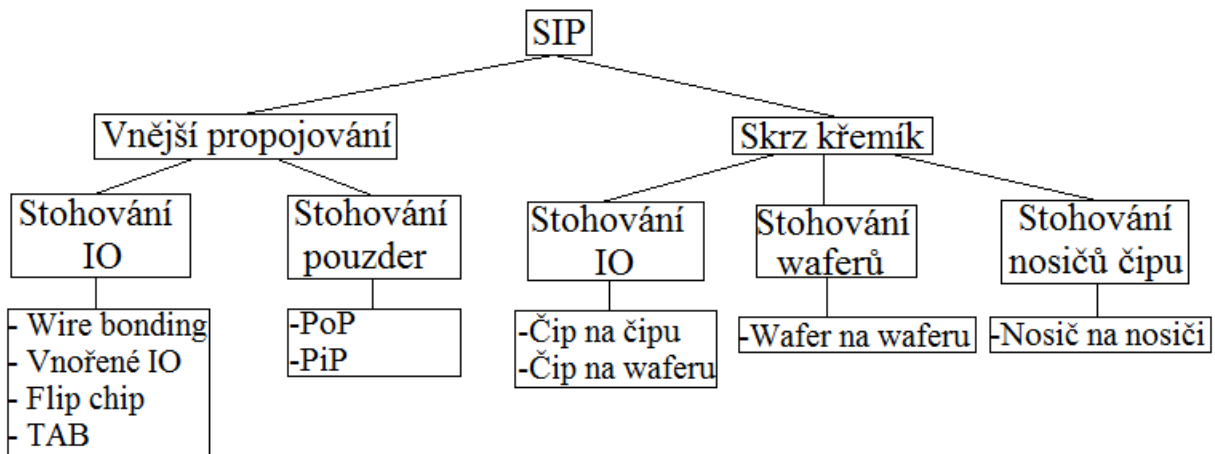 SIP
Vnější propojování
Skrz křemík
Stohování
IO
Stohování
pouzder
Stohování
IO
Stohování
waferů
Stohování
nosičů čipu
- Wire bonding
- Vnořené IO
- Flip chip
- TAB
-PoP
-PiP
-Čip na čipu
-Čip na waferu
-Wafer na waferu
-Nosič na nosiči